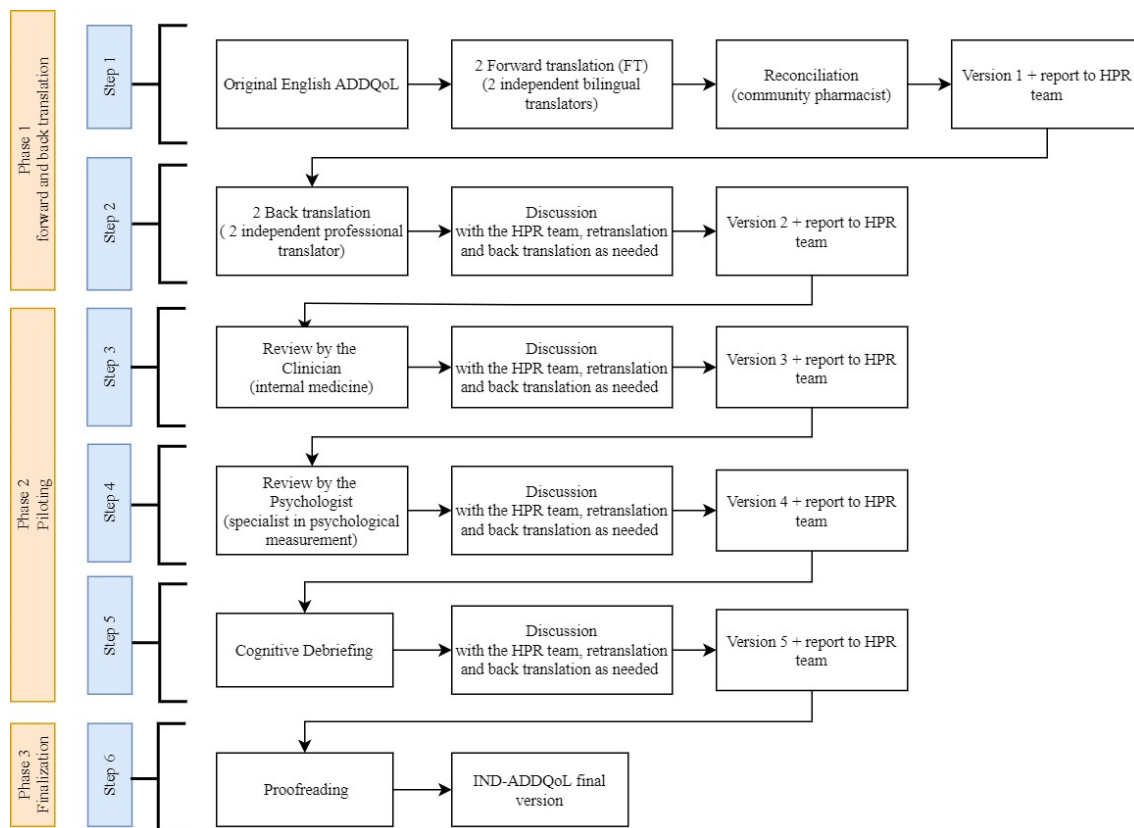 Phase 1
forward and back translation
Step 1
Original English ADDQoL
2 Forward translation (FT)
(2 independent bilingual
translators)
Reconciliation
(community pharmacist)
Version 1 + report to HPR
team
Step 2
2 Back translation
( 2 independent professional
translator)
Discussion
with the HPR team, retranslation
and back translation as needed
Version 2 + report to HPR
team
Phase 2
Piloting
Step 3
Review by the
Clinician
(internal medicine)
Discussion
with the HPR team, retranslation
and back translation as needed
Version 3 + report to HPR
team
Step 4
Review by the
Psychologist
(specialist in psychological
measurement)
Discussion
with the HPR team, retranslation
and back translation as needed
Version 4 + report to HPR
team
Step 5
Cognitive Debriefing
Discussion
with the HPR team, retranslation
and back translation as needed
Version 5 + report to HPR
team
Phase 3
Finalization
Step 6
Proofreading
IND-ADDQoL final
version